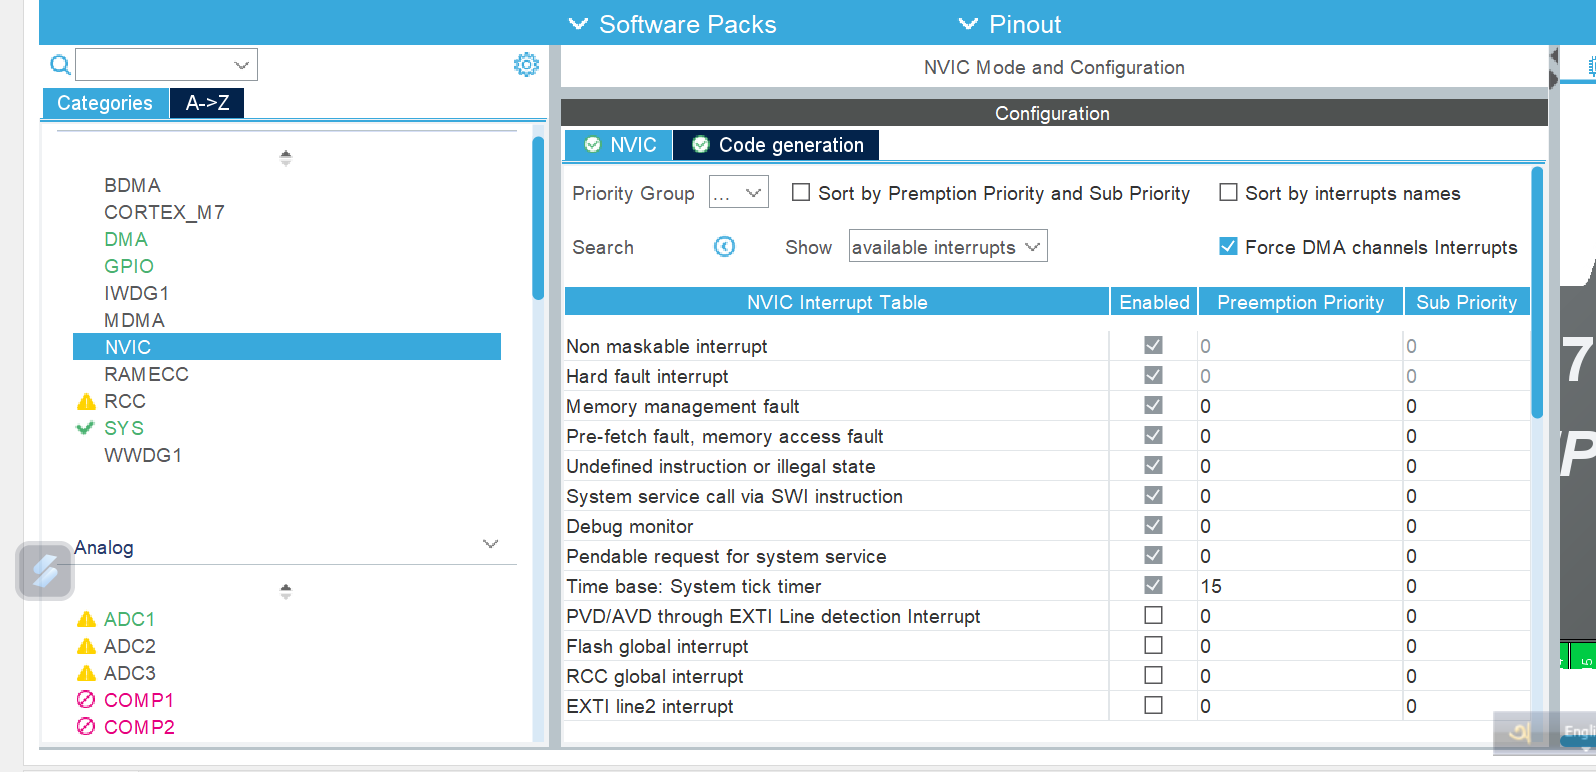 Software Packs Pinout
NVIC Mode and Configuration
Categories A->Z
Configuration
NVIC Code generation
Priority Group ... Sort by Premption Priority and Sub Priority Sort by interrupts names
Search Show available interrupts Force DMA channels Interrupts
BDMA
CORTEX_M7
DMA
GPIO
IWDG1
MDMA
NVIC
RAMECC
RCC
SYS
WWDG1
Analog
ADC1
ADC2
ADC3
COMP1
COMP2
NVIC Interrupt Table Enabled Preemption Priority Sub Priority
Non maskable interrupt 0 0
Hard fault interrupt 0 0
Memory management fault 0 0
Pre-fetch fault, memory access fault 0 0
Undefined instruction or illegal state 0 0
System service call via SWI instruction 0 0
Debug monitor 0 0
Pendable request for system service 0 0
Time base: System tick timer 15 0
PVD/AVD through EXTI Line detection Interrupt 0 0
Flash global interrupt 0 0
RCC global interrupt 0 0
EXTI line2 interrupt 0 0
7
P
5
অ